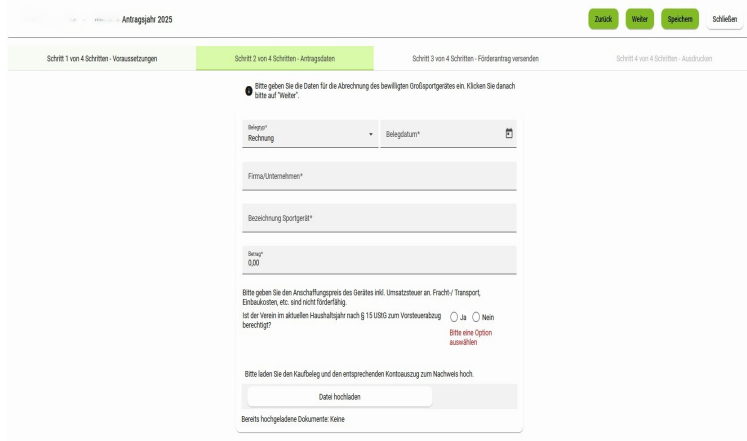 Antragsjahr 2025
Zurück
Weiter
Speichern
Schließen
Schritt 1 von 4 Schritten - Voraussetzungen
Schritt 2 von 4 Schritten - Antragsdaten
Schritt 3 von 4 Schritten - Förderantrag versenden
Schritt 4 von 4 Schritten - Ausdrucken
Bitte geben Sie die Daten für die Abrechnung des bewilligten Großsportgerätes ein. Klicken Sie danach
bitte auf "Weiter".
Belegtyp*
Rechnung
Belegdatum*
Firma/Unternehmen*
Bezeichnung Sportgerät*
Betrag*
0,00
Bitte geben Sie den Anschaffungspreis des Gerätes inkl. Umsatzsteuer an. Fracht-/ Transport,
Einbaukosten, etc. sind nicht förderfähig.
Ist der Verein im aktuellen Haushaltsjahr nach § 15 UStG zum Vorsteuerabzug
berechtigt?
Ja
Nein
Bitte eine Option
auswählen
Bitte laden Sie den Kaufbeleg und den entsprechenden Kontoauszug zum Nachweis hoch.
Datei hochladen
Bereits hochgeladene Dokumente: Keine